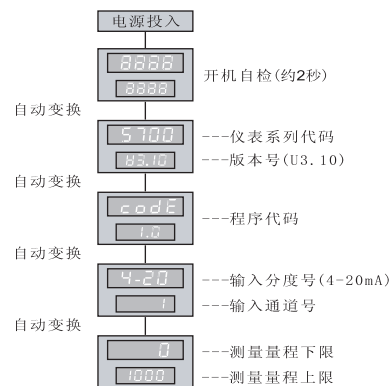 电源投入
8888
8888
开机自检(约2秒)
自动变换
5700
---仪表系列代码
U3.10
---版本号(U3.10)
自动变换
codE
---程序代码
1.0
自动变换
4-20
---输入分度号(4-20mA)
1
---输入通道号
自动变换
0
---测量量程下限
1000
---测量量程上限